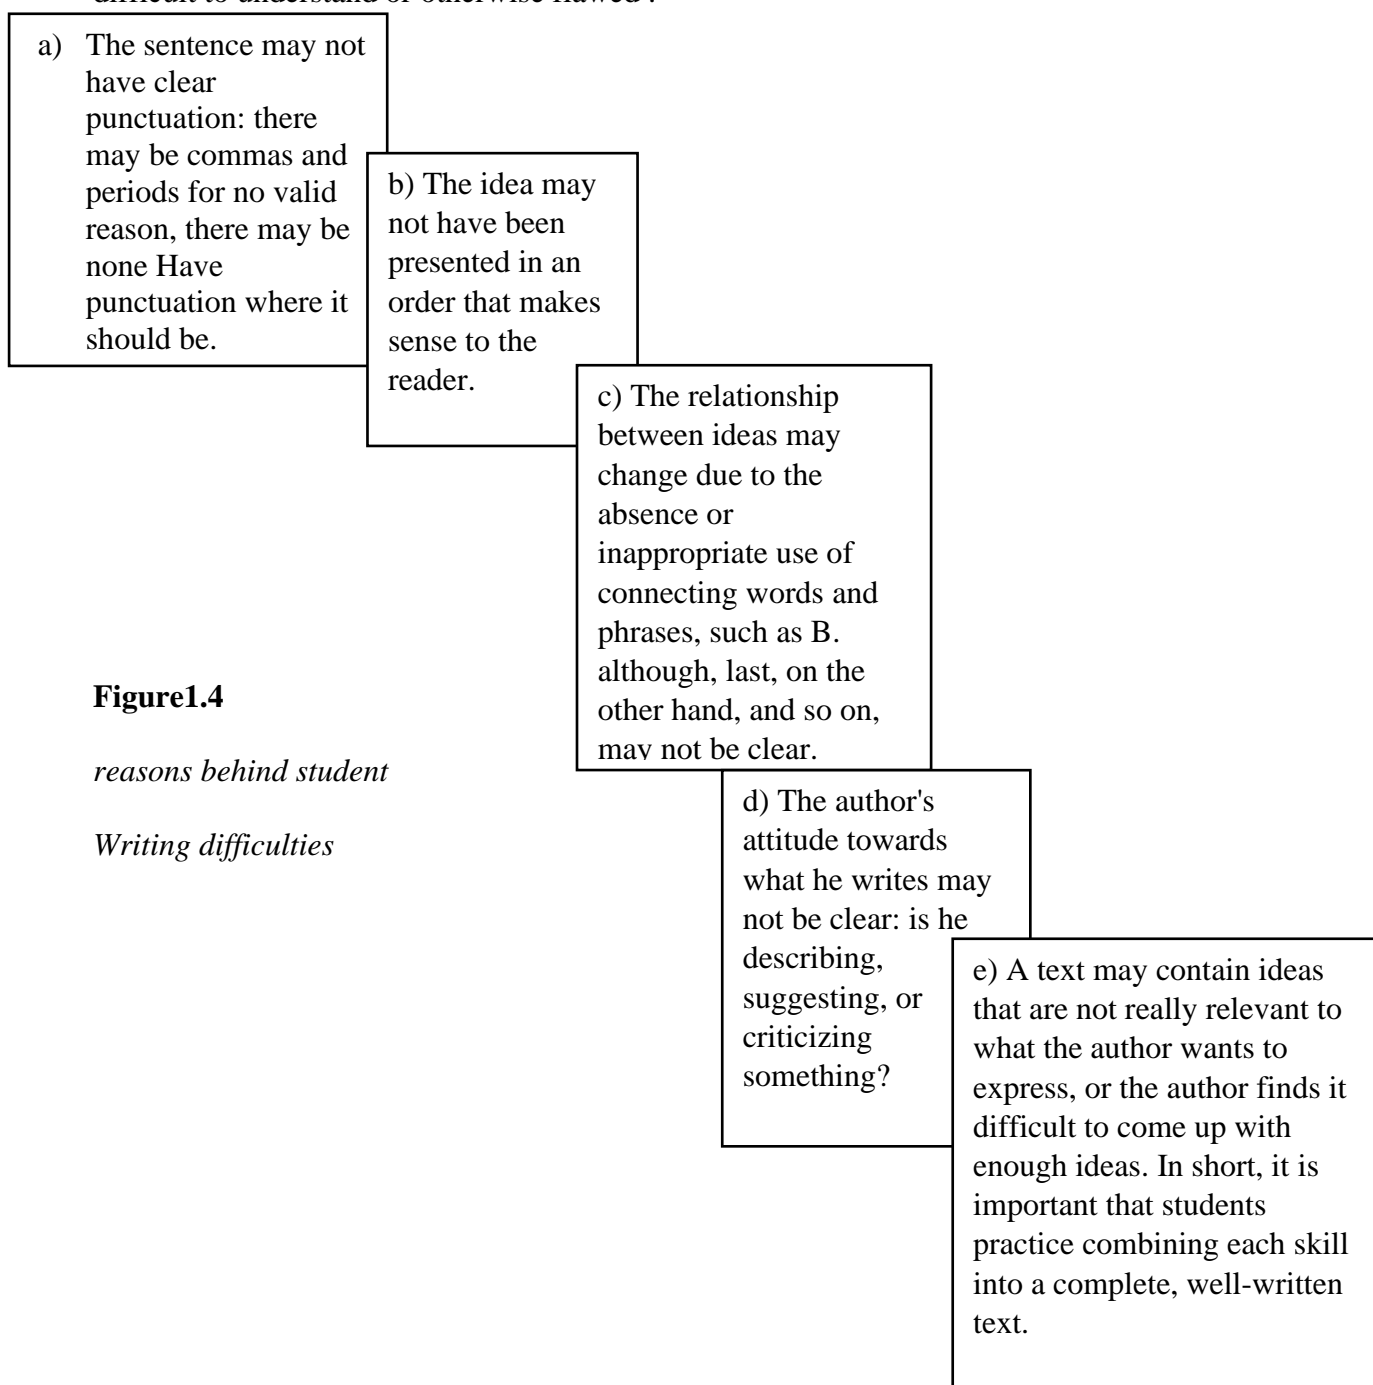 a) The sentence may not
have clear
punctuation: there
may be commas and
periods for no valid
reason, there may be
none Have
punctuation where it
should be.
b) The idea may
not have been
presented in an
order that makes
sense to the
reader.
c) The relationship
between ideas may
change due to the
absence or
inappropriate use of
connecting words and
phrases, such as B.
although, last, on the
other hand, and so on,
may not be clear.
Figure1.4
reasons behind student
Writing difficulties
d) The author's
attitude towards
what he writes may
not be clear: is he
describing,
suggesting, or
criticizing
something?
e) A text may contain ideas
that are not really relevant to
what the author wants to
express, or the author finds it
difficult to come up with
enough ideas. In short, it is
important that students
practice combining each skill
into a complete, well-written
text.